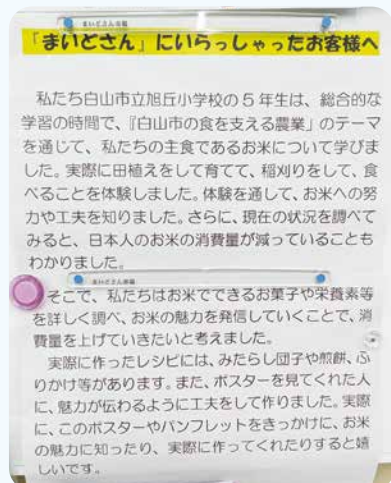 まいどさん市場
「まいどさん」にいらっしゃったお客様へ
私たち白山市立旭丘小学校の5年生は、総合的な
学習の時間で、『白山市の食を支える農業』のテーマ
を通じて、私たちの主食であるお米について学びま
した。実際に田植えをして育てて、稲刈りをして、食
べることを体験しました。体験を通して、お米への努
力や工夫を知りました。さらに、現在の状況を調べて
みると、日本人のお米の消費量が減っていることも
わかりました。
まいどさん市場
そこで、私たちはお米でできるお菓子や栄養素等
を詳しく調べ、お米の魅力を発信していくことで、消
費量を上げていきたいと考えました。
実際に作ったレシピには、みたらし団子や煎餅、ふ
りかけ等があります。また、ポスターを見てくれた人
に、魅力が伝わるように工夫をして作りました。実際
に、このポスターやパンフレットをきっかけに、お米
の魅力に知ったり、実際に作ってくれたりすると嬉
しいです。